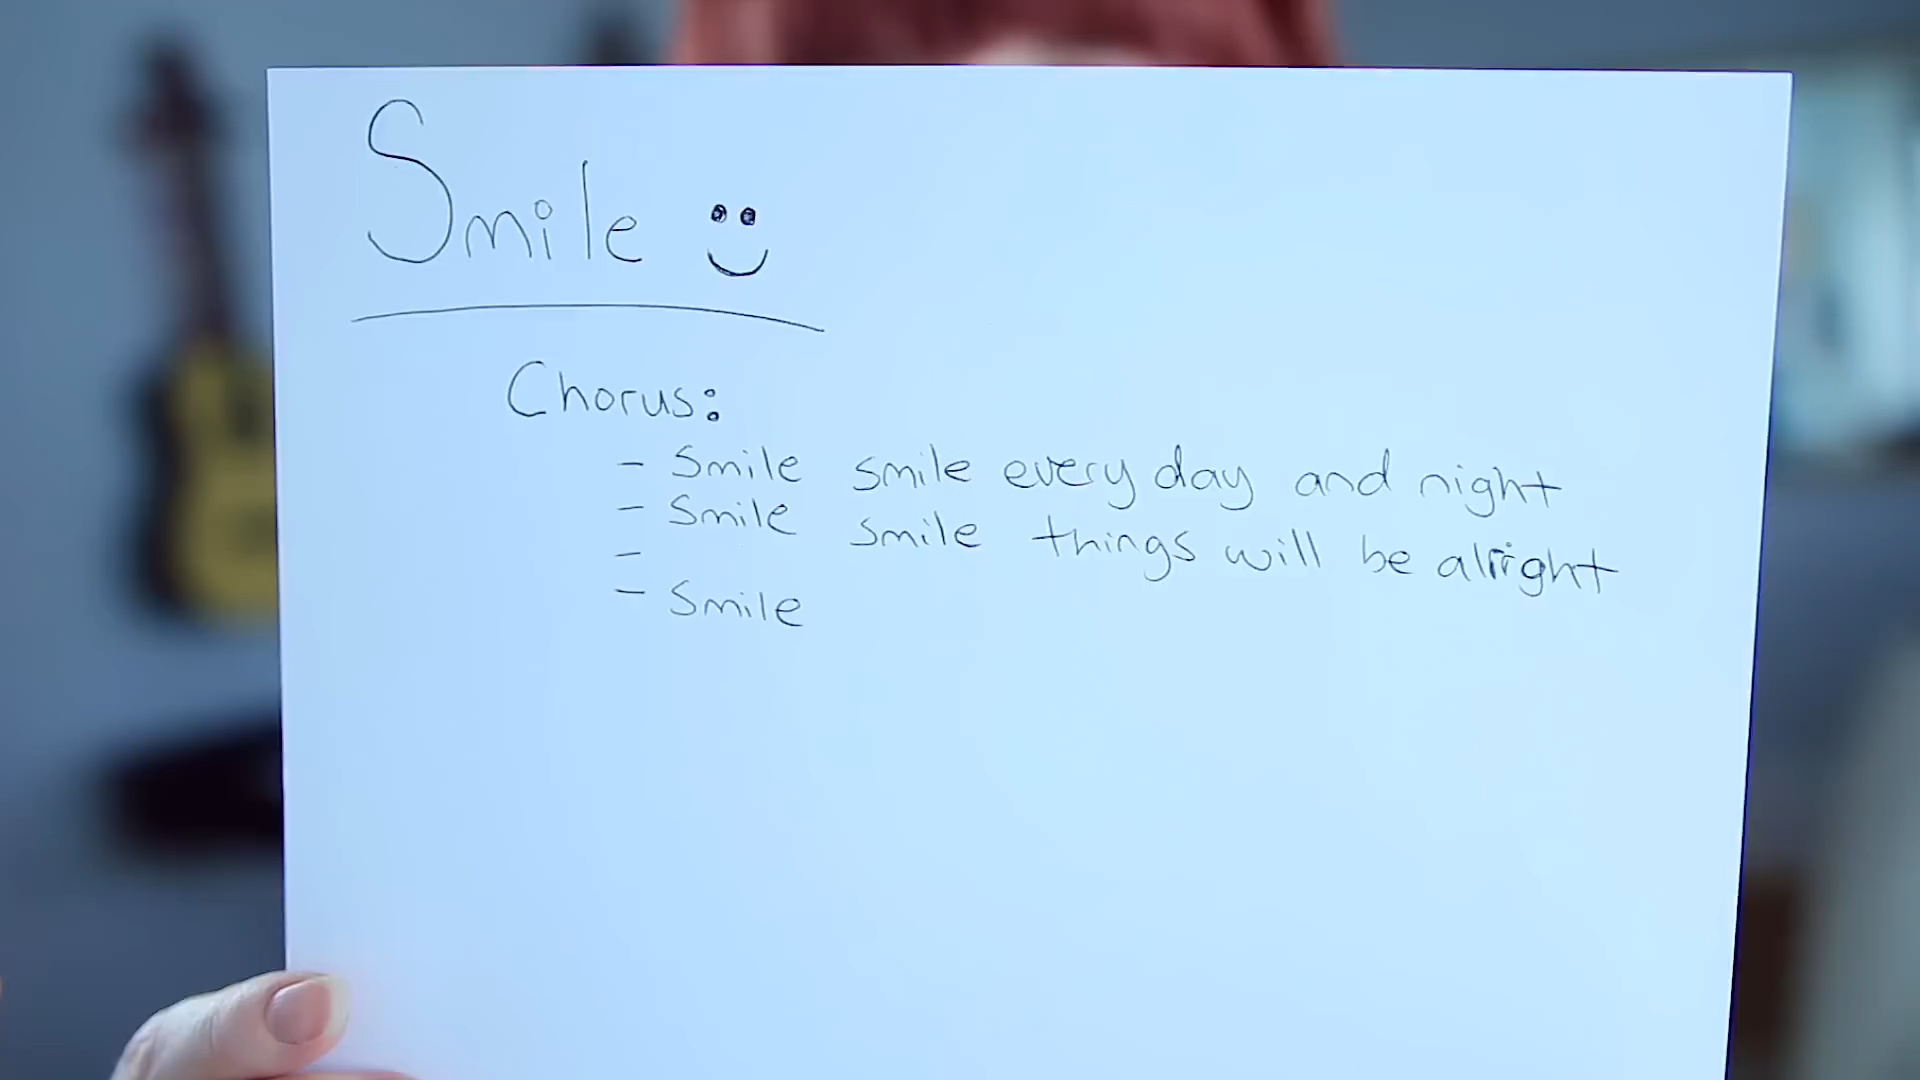 Smile
Chorus:
- Smile smile every day and night
- Smile smile things will be alright
-
- Smile